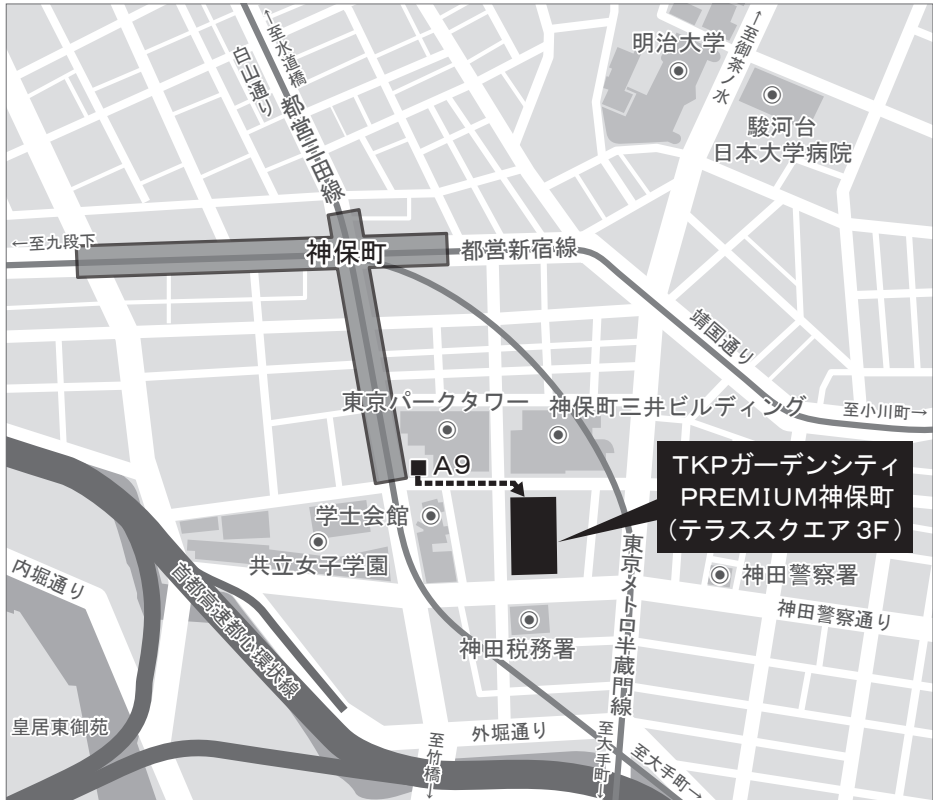 ↑至水道橋
白山通り
都営三田線
明治大学
↑至御茶ノ水
駿河台
日本大学病院
←至九段下
神保町
都営新宿線
靖国通り
至小川町→
東京パークタワー
神保町三井ビルディング
A9
TKPガーデンシティ
PREMIUM神保町
(テラススクエア 3F)
学士会館
共立女子学園
東京メトロ半蔵門線
神田警察署
神田警察通り
内堀通り
首都高速都心環状線
神田税務署
皇居東御苑
外堀通り
至竹橋↓
至大手町↓
至大手町→